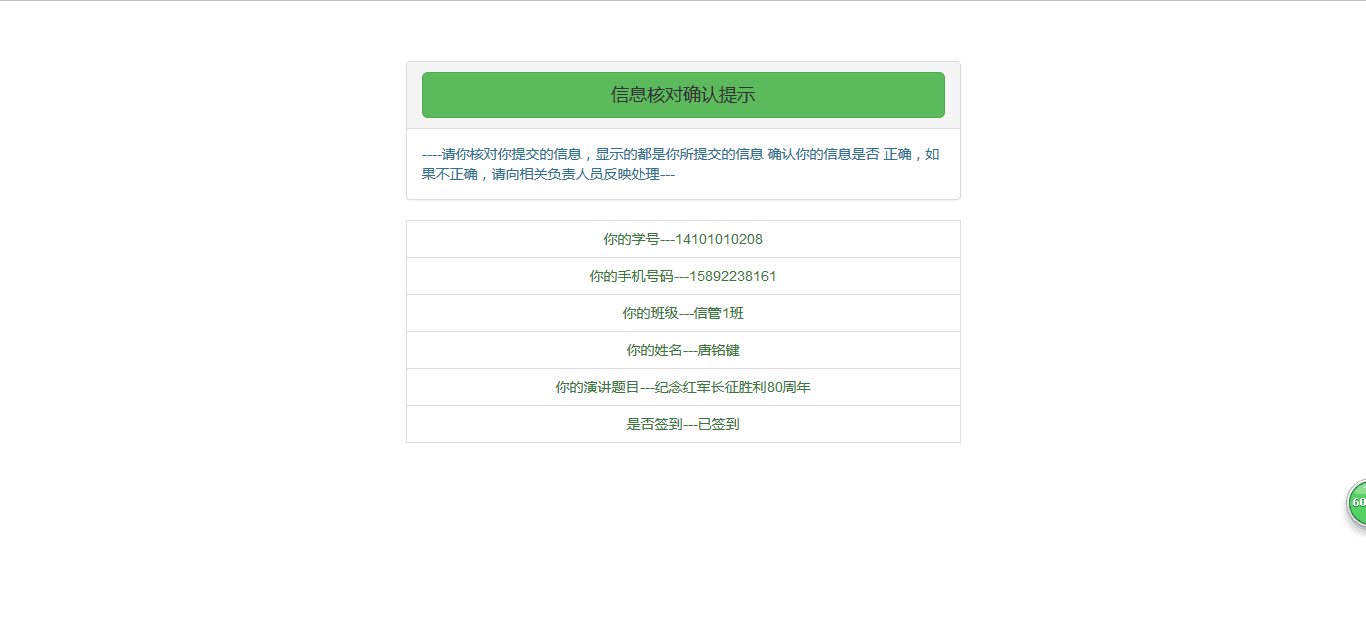 信息核对确认提示
----请你核对你提交的信息，显示的都是你所提交的信息 确认你的信息是否 正确，如
果不正确，请向相关负责人员反映处理---
你的学号---14101010208
你的手机号码---15892238161
你的班级---信管1班
你的姓名---唐铭键
你的演讲题目---纪念红军长征胜利80周年
是否签到---已签到
60